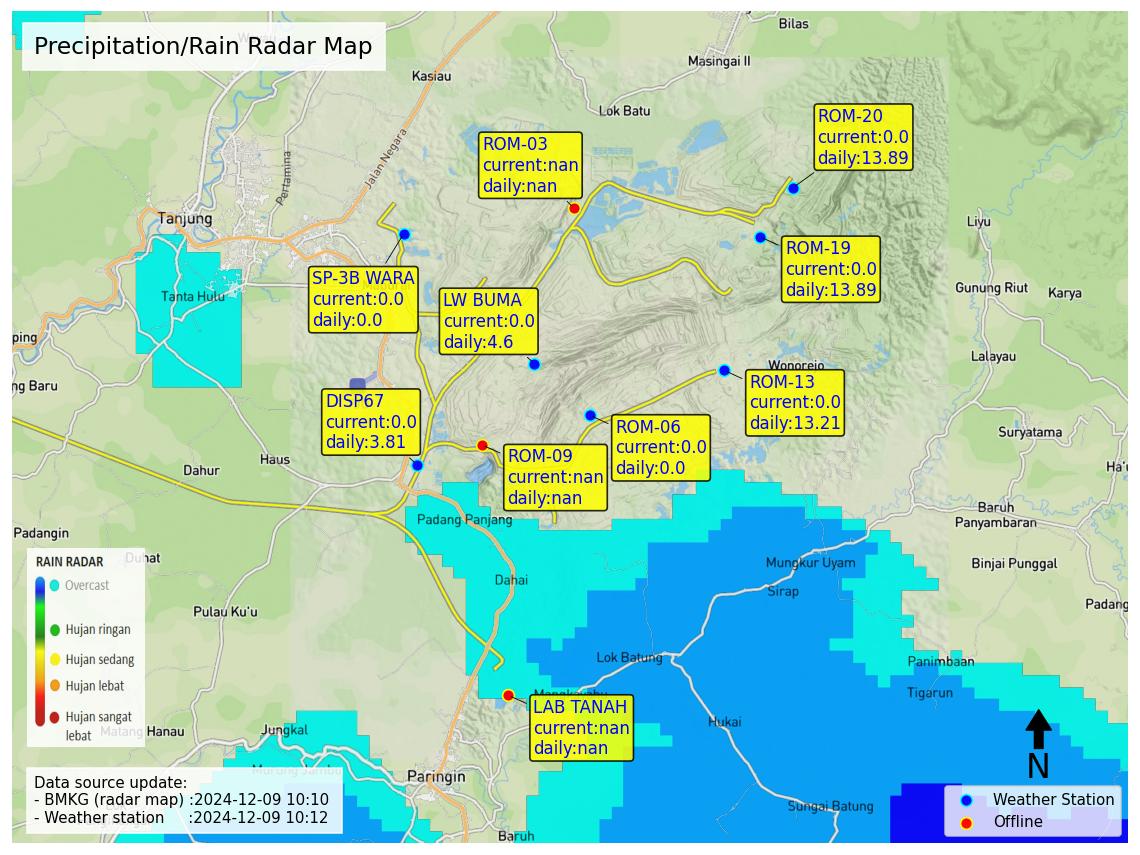 Precipitation/Rain Radar Map
Bilas
Masingai II
Kasiau
Lok Batu
Jalan Negara
Pertamina
Tanjung
Tanta Hulu
ROM-03
current:nan
daily:nan
ROM-20
current:0.0
daily:13.89
Liyu
ROM-19
current:0.0
daily:13.89
SP-3B WARA
current:0.0
daily:0.0
LW BUMA
current:0.0
daily:4.6
Gunung Riut
Karya
Lalayau
ping
ng Baru
Wonorejo
ROM-13
current:0.0
daily:13.21
DISP67
current:0.0
daily:3.81
ROM-06
current:0.0
daily:0.0
ROM-09
current:nan
daily:nan
Suryatama
Ha'u
Haus
Dahur
Baruh
Panyambaran
Padang Panjang
Padangin
Duhat
Binjai Punggal
Mungkur Uyam
Dahai
Sirap
Padang
Pulau Ku'u
RAIN RADAR
Overcast
Hujan ringan
Hujan sedang
Hujan lebat
Hujan sangat
lebat
Lok Batung
Panimbaan
Tigarun
LAB TANAH
current:nan
daily:nan
Hukai
Matang Hanau
Jungkal
Murung Jambu
Paringin
Sungai Batung
Baruh
N
Data source update:
- BMKG (radar map) :2024-12-09 10:10
- Weather station :2024-12-09 10:12
Weather Station
Offline